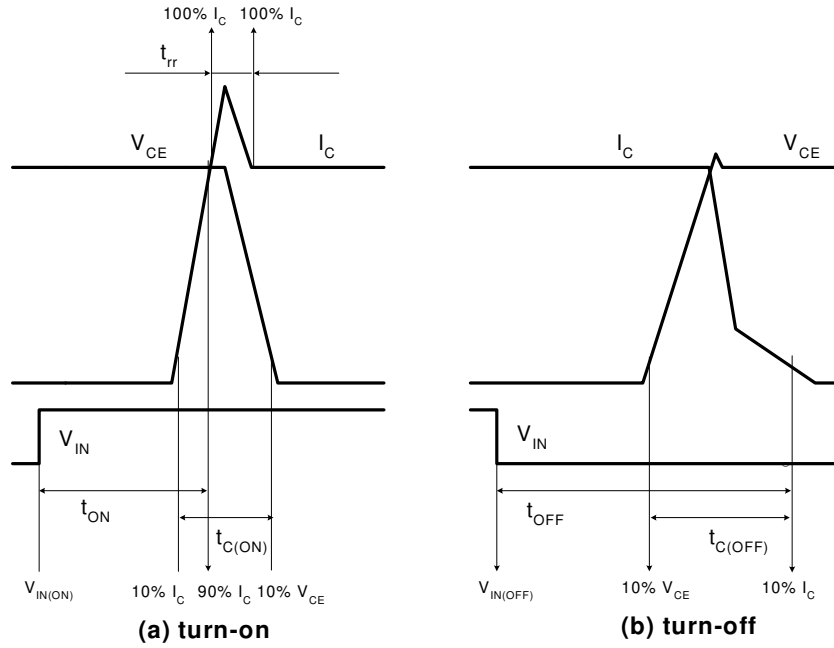 100% I_C 100% I_C
t_rr
V_CE I_C
I_C V_CE
V_IN
V_IN
t_ON
t_OFF
t_C(ON)
t_C(OFF)
V_IN(ON) 10% I_C 90% I_C 10% V_CE
V_IN(OFF) 10% V_CE 10% I_C
(a) turn-on
(b) turn-off